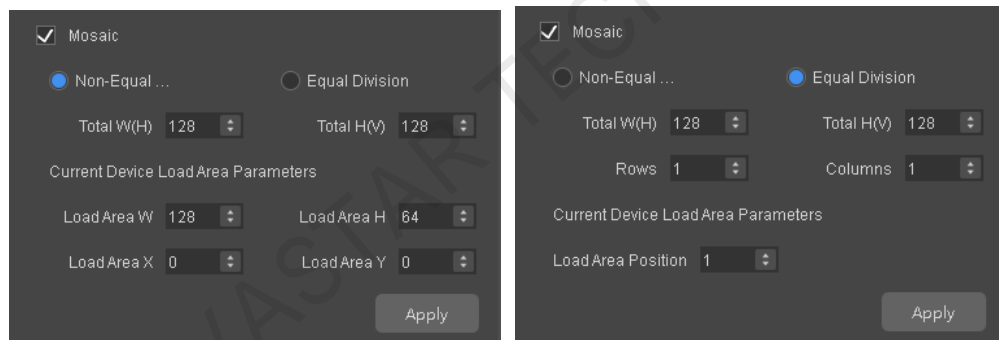 Mosaic
Non-Equal ... Equal Division
Total W(H) 128 Total H(V) 128
Current Device Load Area Parameters
Load Area W 128 Load Area H 64
Load Area X 0 Load Area Y 0
Apply
Mosaic
Non-Equal ... Equal Division
Total W(H) 128 Total H(V) 128
Rows 1 Columns 1
Current Device Load Area Parameters
Load Area Position 1
Apply